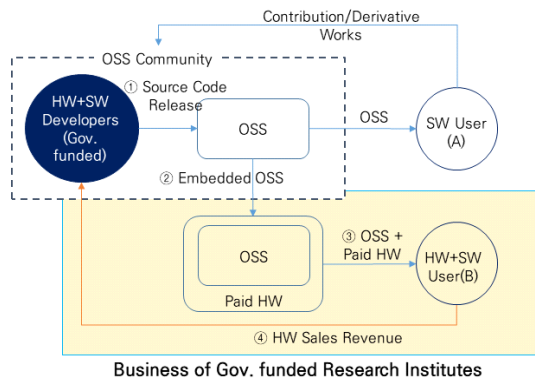 Contribution/Derivative
Works
OSS Community
① Source Code
Release
HW+SW
Developers
(Gov.
funded)
OSS
OSS
SW User
(A)
② Embedded OSS
OSS
Paid HW
③ OSS +
Paid HW
HW+SW
User(B)
④ HW Sales Revenue
Business of Gov. funded Research Institutes